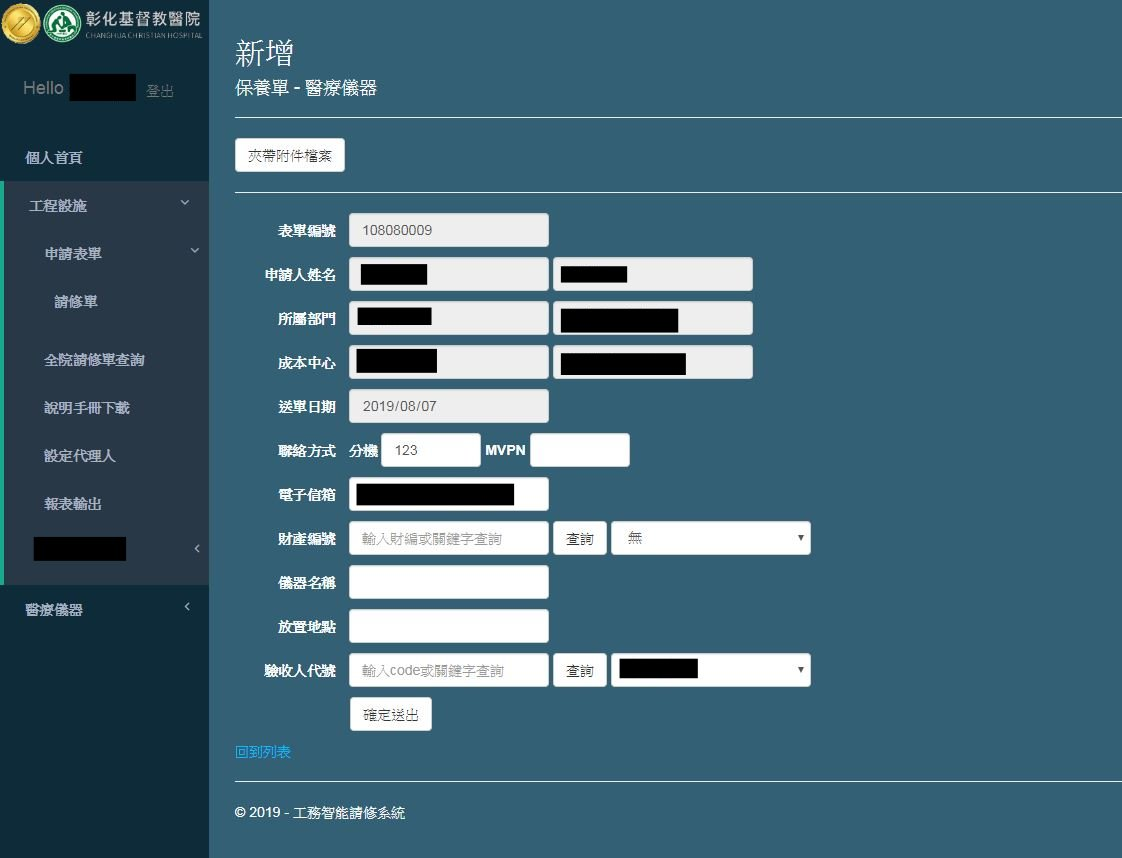 彰化基督教醫院
CHANGHUA CHRISTIAN HOSPITAL
Hello 登出
個人首頁
工程設施
申請表單
請修單
全院請修單查詢
說明手冊下載
設定代理人
報表輸出
醫療儀器
新增
保養單 - 醫療儀器
夾帶附件檔案
表單編號 108080009
申請人姓名
所屬部門
成本中心
送單日期 2019/08/07
聯絡方式 分機 123 MVPN
電子信箱
財產編號 輸入財編或關鍵字查詢 查詢 無
儀器名稱
放置地點
驗收人代號 輸入code或關鍵字查詢 查詢
確定送出
回到列表
© 2019 - 工務智能請修系統